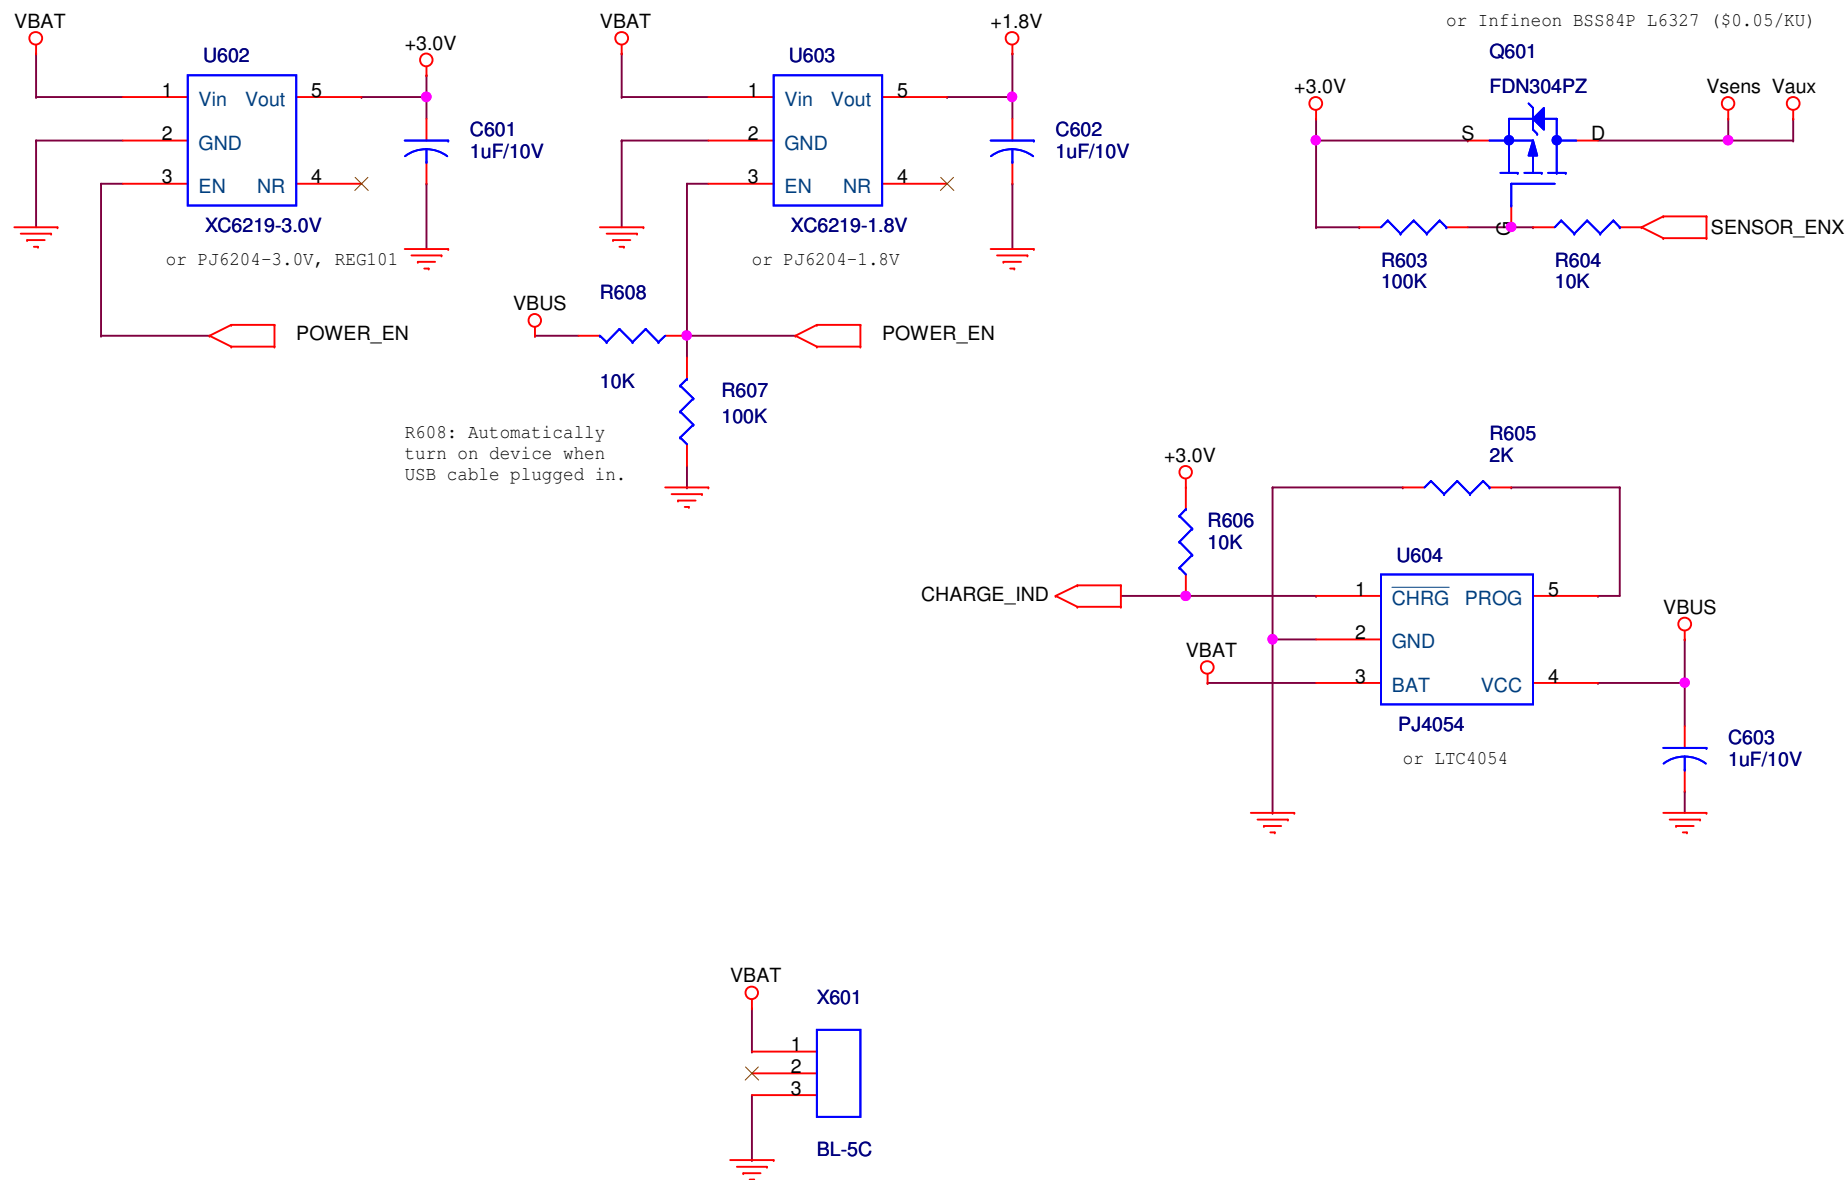 VBAT
U602
+3.0V
1 Vin Vout 5
2 GND
3 EN NR 4
XC6219-3.0V
or PJ6204-3.0V, REG101
C601
1uF/10V
POWER_EN
VBAT
U603
+1.8V
1 Vin Vout 5
2 GND
3 EN NR 4
XC6219-1.8V
or PJ6204-1.8V
C602
1uF/10V
VBUS
R608
10K
POWER_EN
R607
100K
R608: Automatically
turn on device when
USB cable plugged in.
or Infineon BSS84P L6327 ($0.05/KU)
Q601
FDN304PZ
+3.0V
Vsens Vaux
S D
G
R603
100K
R604
10K
SENSOR_ENX
R605
2K
+3.0V
R606
10K
U604
CHARGE_IND
1 CHRG PROG 5
2 GND
VBAT
3 BAT VCC 4
VBUS
PJ4054
or LTC4054
C603
1uF/10V
VBAT
X601
1
2
3
BL-5C